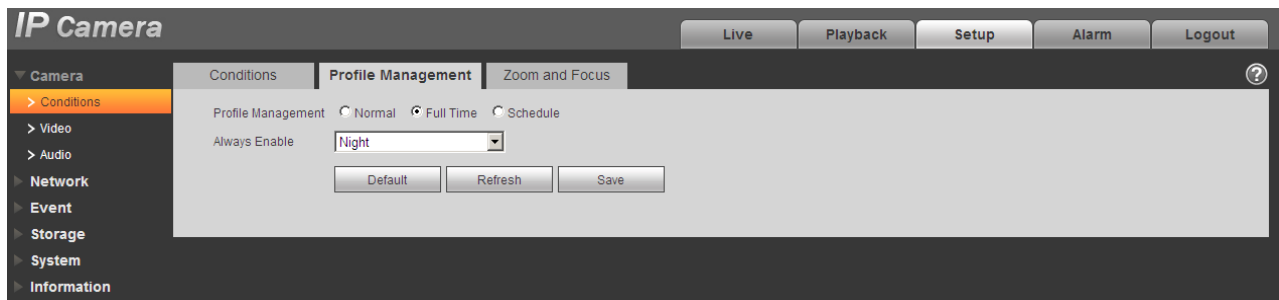 IP Camera
Live Playback Setup Alarm Logout
Camera
Conditions
Video
Audio
Network
Event
Storage
System
Information
Conditions Profile Management Zoom and Focus
?
Profile Management Normal Full Time Schedule
Always Enable Night
Default Refresh Save